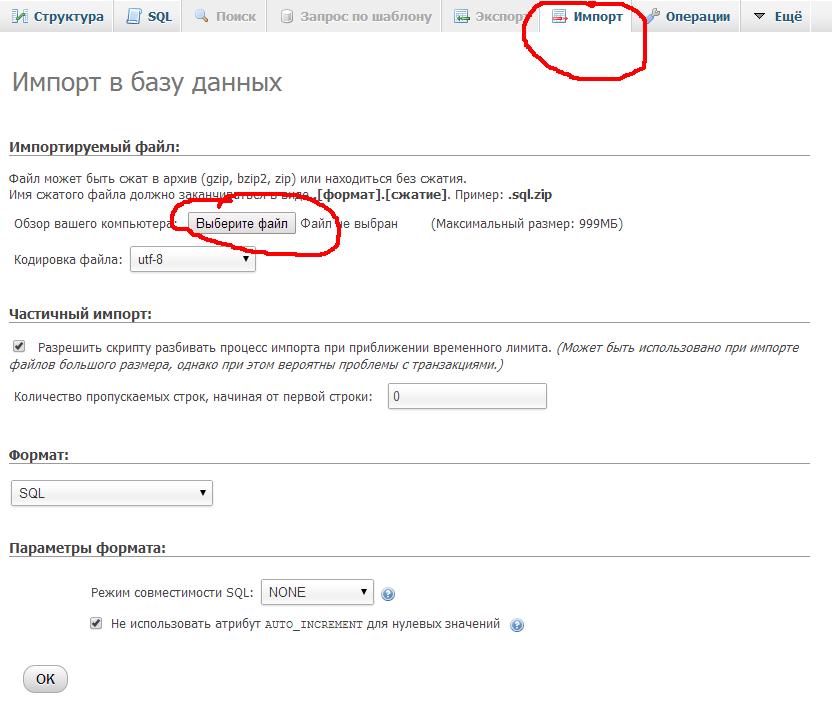 Структура SQL Поиск Запрос по шаблону Экспорт Импорт Операции Ещё
Импорт в базу данных
Импортируемый файл:
Файл может быть сжат в архив (gzip, bzip2, zip) или находиться без сжатия.
Имя сжатого файла должно заканчиваться в виде .[формат].[сжатие]. Пример: .sql.zip
Обзор вашего компьютера: Выберите файл Файл не выбран (Максимальный размер: 999МБ)
Кодировка файла: utf-8
Частичный импорт:
Разрешить скрипту разбивать процесс импорта при приближении временного лимита. (Может быть использовано при импорте
файлов большого размера, однако при этом вероятны проблемы с транзакциями.)
Количество пропускаемых строк, начиная от первой строки: 0
Формат:
SQL
Параметры формата:
Режим совместимости SQL: NONE
Не использовать атрибут AUTO_INCREMENT для нулевых значений
OK